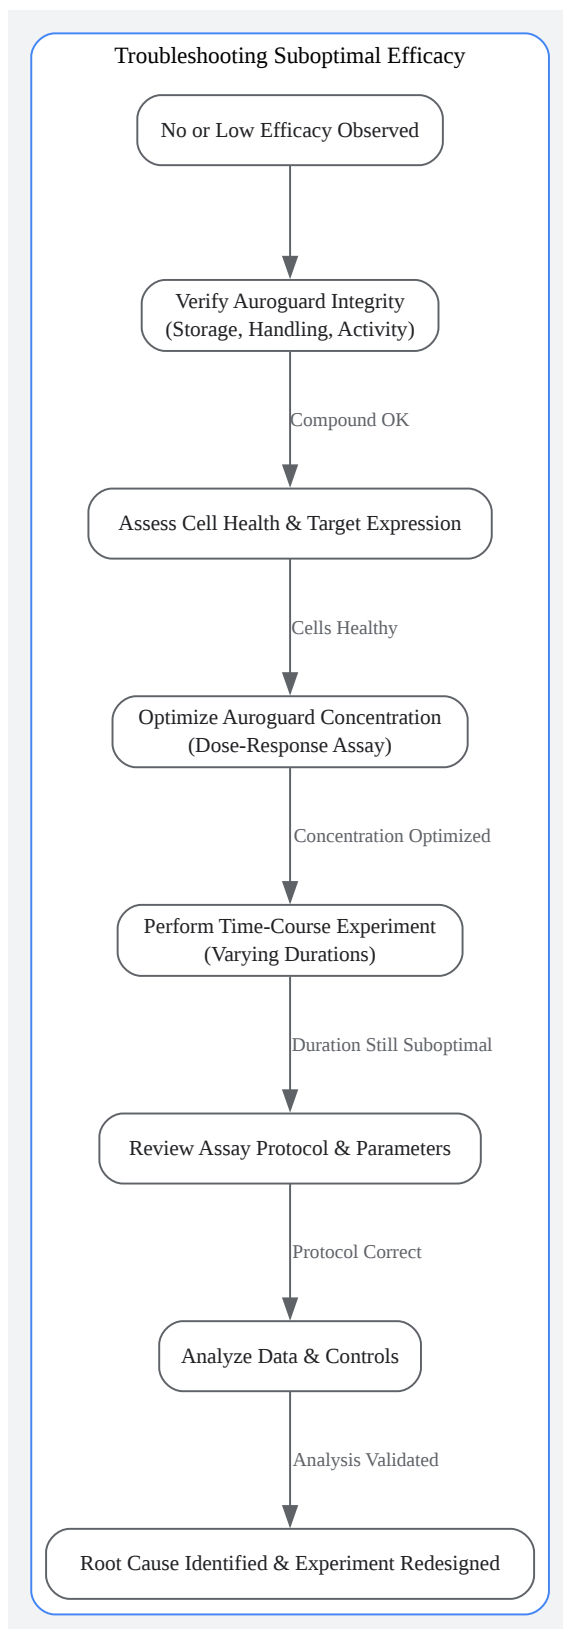 Troubleshooting Suboptimal Efficacy
No or Low Efficacy Observed
Verify Auroguard Integrity
(Storage, Handling, Activity)
Compound OK
Assess Cell Health & Target Expression
Cells Healthy
Optimize Auroguard Concentration
(Dose-Response Assay)
Concentration Optimized
Perform Time-Course Experiment
(Varying Durations)
Duration Still Suboptimal
Review Assay Protocol & Parameters
Protocol Correct
Analyze Data & Controls
Analysis Validated
Root Cause Identified & Experiment Redesigned